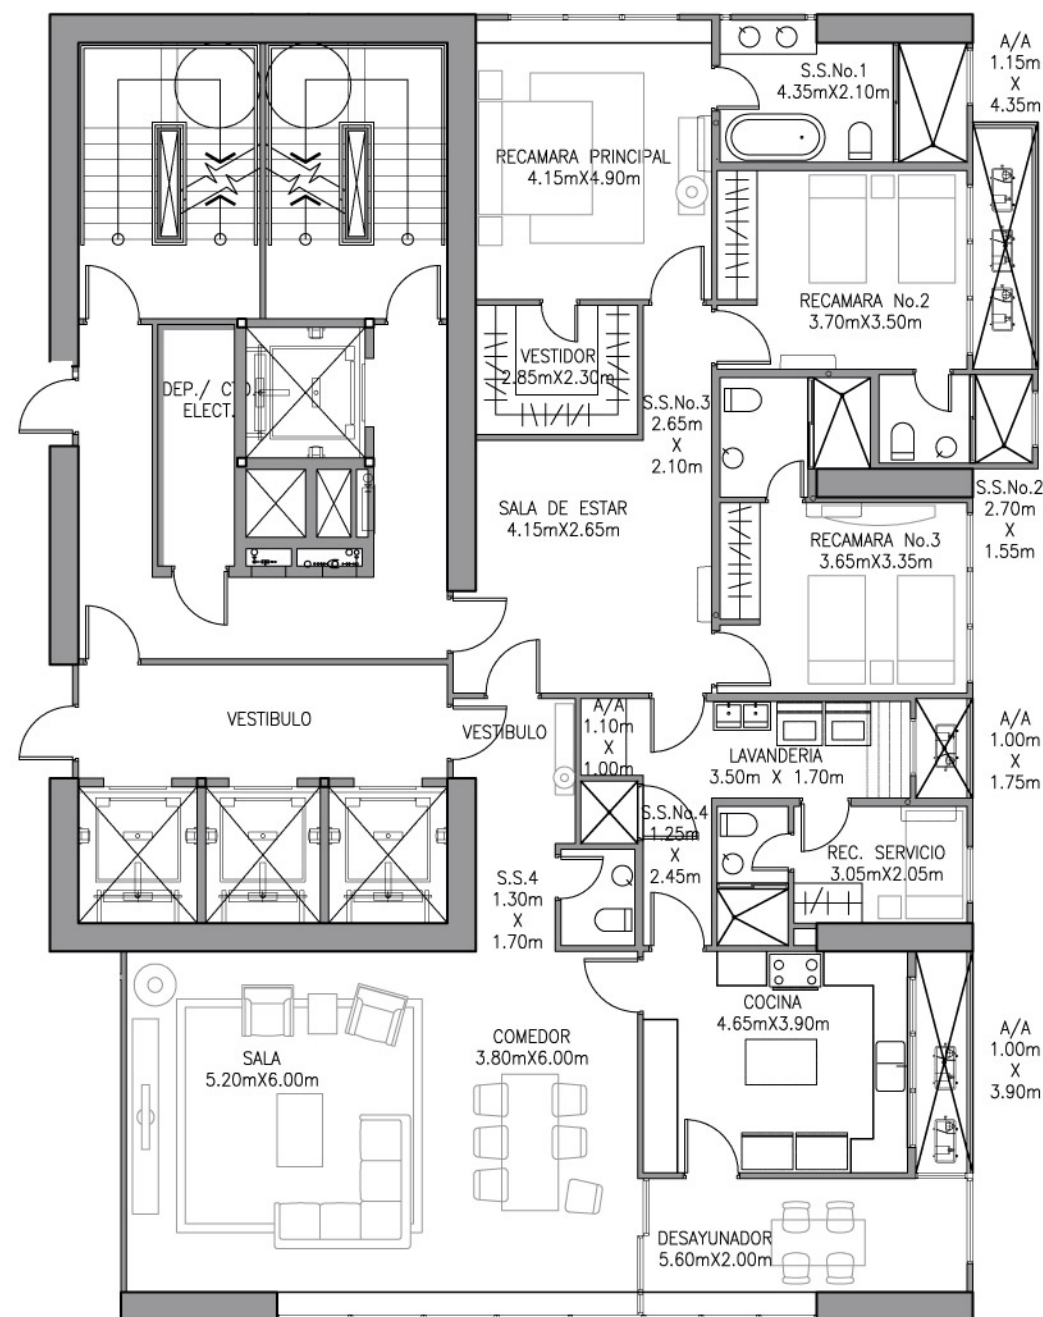 A/A
1.15m
X
4.35m
S.S.No.1
4.35mX2.10m
RECAMARA PRINCIPAL
4.15mX4.90m
RECAMARA No.2
3.70mX3.50m
VESTIDOR
2.85mX2.30m
DEP./ CTO.
ELECT.
S.S.No.3
2.65m
X
2.10m
S.S.No.2
2.70m
X
1.55m
SALA DE ESTAR
4.15mX2.65m
RECAMARA No.3
3.65mX3.35m
VESTIBULO
VESTIBULO
A/A
1.10m
X
1.00m
LAVANDERIA
3.50m X 1.70m
A/A
1.00m
X
1.75m
S.S.No.4
1.25m
X
2.45m
REC. SERVICIO
3.05mX2.05m
S.S.4
1.30m
X
1.70m
COCINA
4.65mX3.90m
A/A
1.00m
X
3.90m
SALA
5.20mX6.00m
COMEDOR
3.80mX6.00m
DESAYUNADOR
5.60mX2.00m